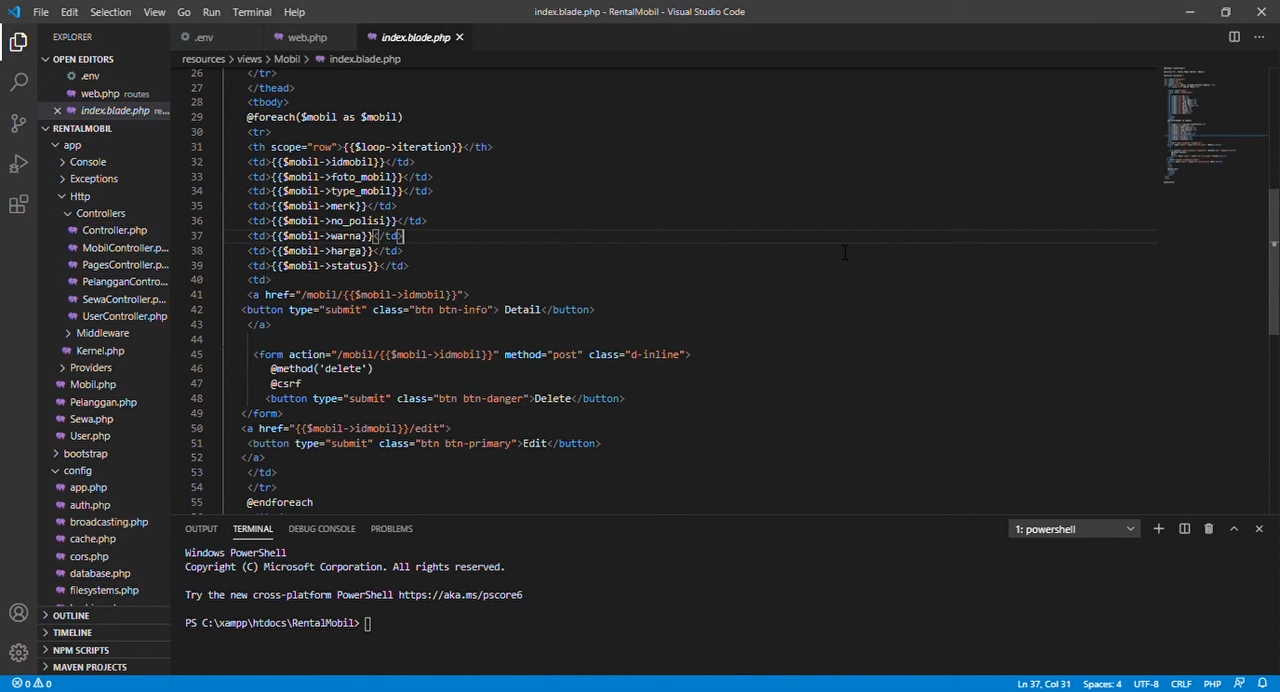 File Edit Selection View Go Run Terminal Help
index.blade.php - RentalMobil - Visual Studio Code
EXPLORER
.env
web.php
index.blade.php
OPEN EDITORS
.env
web.php routes
index.blade.php re...
resources > views > Mobil > index.blade.php
RENTALMOBIL
app
Console
Exceptions
Http
Controllers
Controller.php
MobilController.p...
PagesController.p...
PelangganContro...
SewaController.p...
UserController.php
Middleware
Kernel.php
Providers
Mobil.php
Pelanggan.php
Sewa.php
User.php
bootstrap
config
app.php
auth.php
broadcasting.php
cache.php
cors.php
database.php
filesystems.php
OUTLINE
TIMELINE
NPM SCRIPTS
MAVEN PROJECTS
26 </tr>
27 </thead>
28 <tbody>
29 @foreach($mobil as $mobil)
30 <tr>
31 <th scope="row">{{$loop->iteration}}</th>
32 <td>{{$mobil->idmobil}}</td>
33 <td>{{$mobil->foto_mobil}}</td>
34 <td>{{$mobil->type_mobil}}</td>
35 <td>{{$mobil->merk}}</td>
36 <td>{{$mobil->no_polisi}}</td>
37 <td>{{$mobil->warna}}</td>
38 <td>{{$mobil->harga}}</td>
39 <td>{{$mobil->status}}</td>
40 <td>
41 <a href="/mobil/{{$mobil->idmobil}}">
42 <button type="submit" class="btn btn-info"> Detail</button>
43 </a>
44
45 <form action="/mobil/{{$mobil->idmobil}}" method="post" class="d-inline">
46 @method('delete')
47 @csrf
48 <button type="submit" class="btn btn-danger">Delete</button>
49 </form>
50 <a href="{{$mobil->idmobil}}/edit">
51 <button type="submit" class="btn btn-primary">Edit</button>
52 </a>
53 </td>
54 </tr>
55 @endforeach
OUTPUT TERMINAL DEBUG CONSOLE PROBLEMS
1: powershell
Windows PowerShell
Copyright (C) Microsoft Corporation. All rights reserved.
Try the new cross-platform PowerShell https://aka.ms/pscore6
PS C:\xampp\htdocs\RentalMobil>
0 0
Ln 37, Col 31 Spaces: 4 UTF-8 CRLF PHP